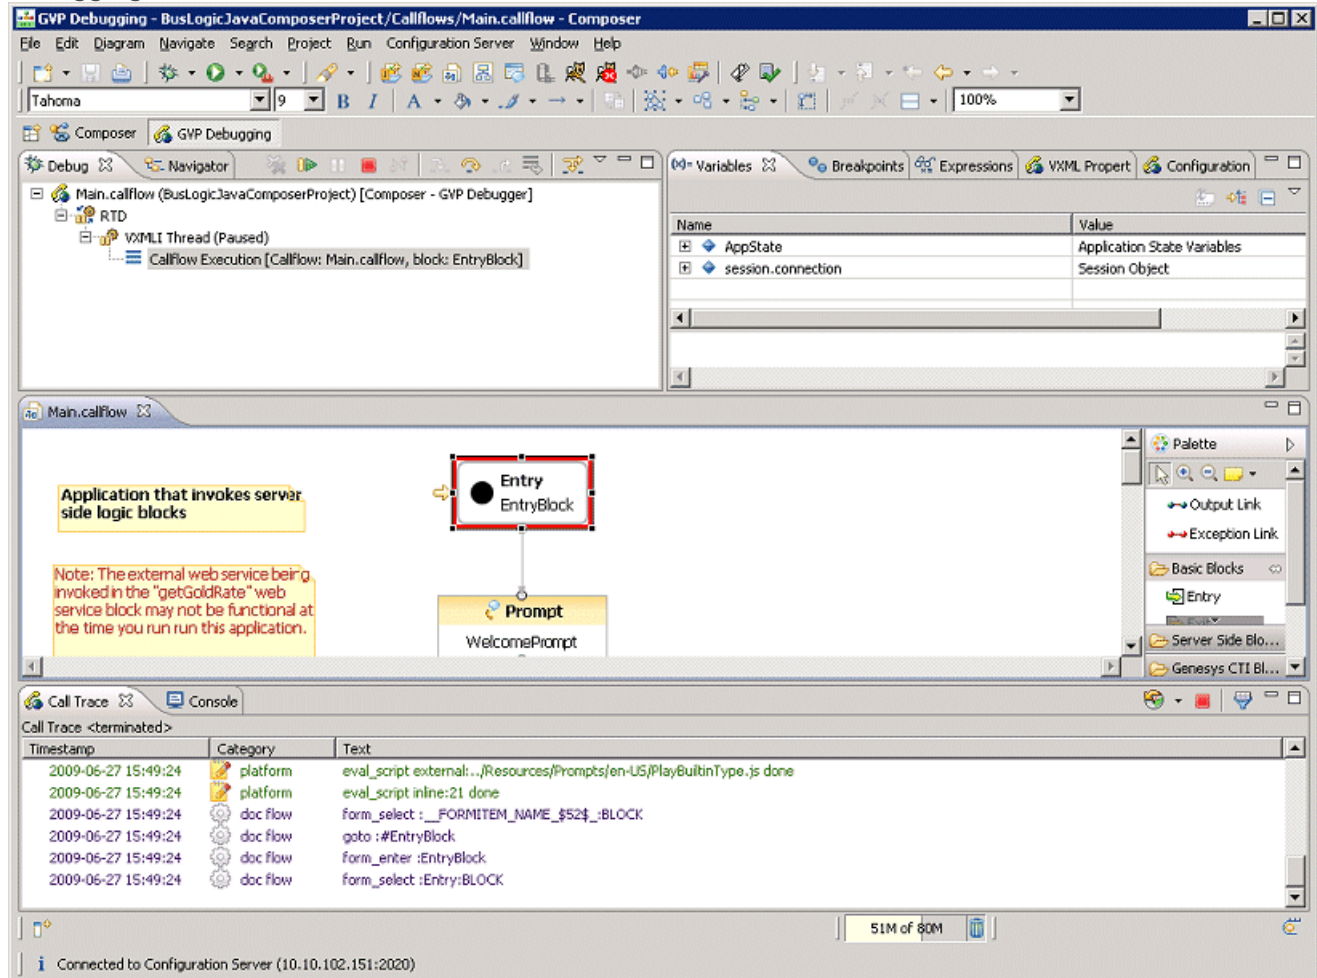 GVP Debugging - BusLogicJavaComposerProject/Callflows/Main.callflow - Composer
File Edit Diagram Navigate Search Project Run Configuration Server Window Help
Tahoma 9 B I A 100%
Composer GVP Debugging
Debug Navigator
Main.callflow (BusLogicJavaComposerProject) [Composer - GVP Debugger]
RTD
VXMLI Thread (Paused)
Callflow Execution [Callflow: Main.callflow, block: EntryBlock]
(x)= Variables Breakpoints Expressions VXML Propert Configuration
Name Value
AppState Application State Variables
session.connection Session Object
Main.callflow
Application that invokes server
side logic blocks
Note: The external web service being
invoked in the "getGoldRate" web
service block may not be functional at
the time you run run this application.
Entry
EntryBlock
Prompt
WelcomePrompt
Palette
Output Link
Exception Link
Basic Blocks
Entry
Server Side Blo...
Genesys CTI Bl...
Call Trace Console
Call Trace <terminated>
Timestamp Category Text
2009-06-27 15:49:24 platform eval_script external:../Resources/Prompts/en-US/PlayBuiltinType.js done
2009-06-27 15:49:24 platform eval_script inline:21 done
2009-06-27 15:49:24 doc flow form_select :__FORMITEM_NAME_$52$_:BLOCK
2009-06-27 15:49:24 doc flow goto :#EntryBlock
2009-06-27 15:49:24 doc flow form_enter :EntryBlock
2009-06-27 15:49:24 doc flow form_select :Entry:BLOCK
51M of 80M
Connected to Configuration Server (10.10.102.151:2020)